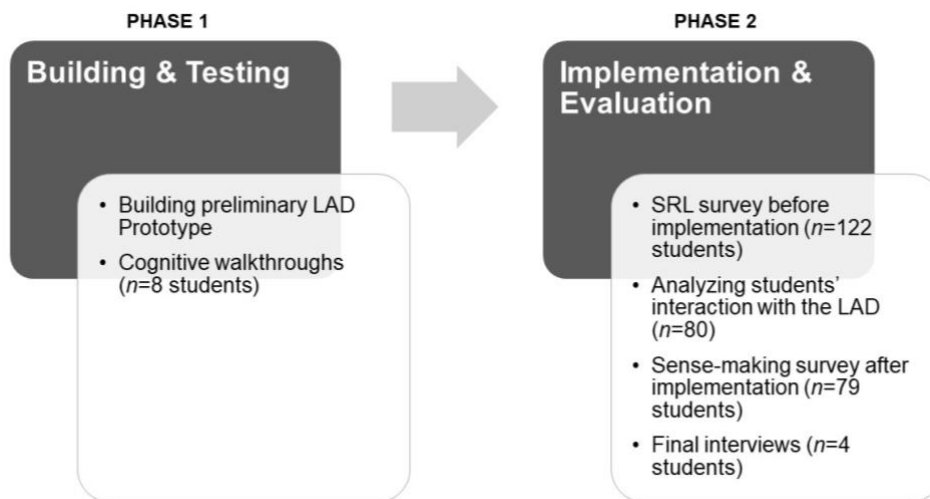 PHASE 1
Building & Testing
• Building preliminary LAD
Prototype
• Cognitive walkthroughs
(n=8 students)
PHASE 2
Implementation &
Evaluation
• SRL survey before
implementation (n=122
students)
• Analyzing students'
interaction with the LAD
(n=80)
• Sense-making survey after
implementation (n=79
students)
• Final interviews (n=4
students)